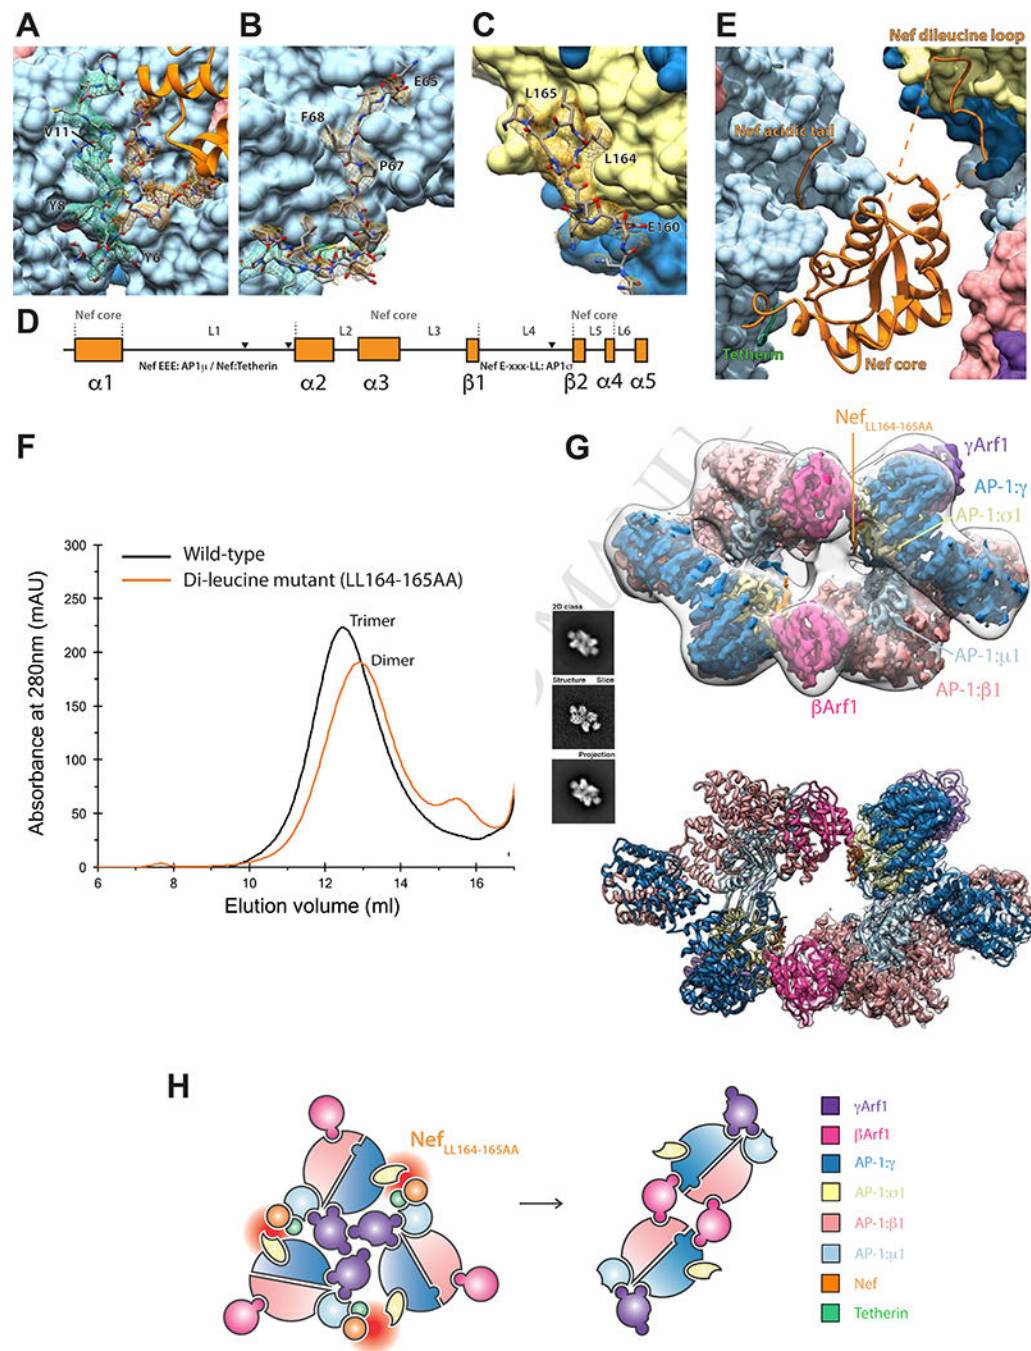 A
V11
Y8
Y6
B
E65
F68
P67
C
L165
L164
E160
E
Nef dileucine loop
Nef acidic tail
Tetherin
Nef core
D
Nef core
Nef core
Nef core
L1
L2
L3
L4
L5
L6
Nef EEE: AP1μ / Nef:Tetherin
Nef E-xxx-LL: AP1σ
α1
α2
α3
β1
β2
α4
α5
F
Wild-type
Di-leucine mutant (LL164-165AA)
Trimer
Dimer
Absorbance at 280nm (mAU)
300
250
200
150
100
50
0
6
8
10
12
14
16
Elution volume (ml)
G
Nef LL164-165AA
γArf1
AP-1:γ
AP-1:σ1
AP-1:μ1
AP-1:β1
βArf1
2D class
Structure Slice
Projection
H
Nef LL164-165AA
γArf1
βArf1
AP-1:γ
AP-1:σ1
AP-1:β1
AP-1:μ1
Nef
Tetherin